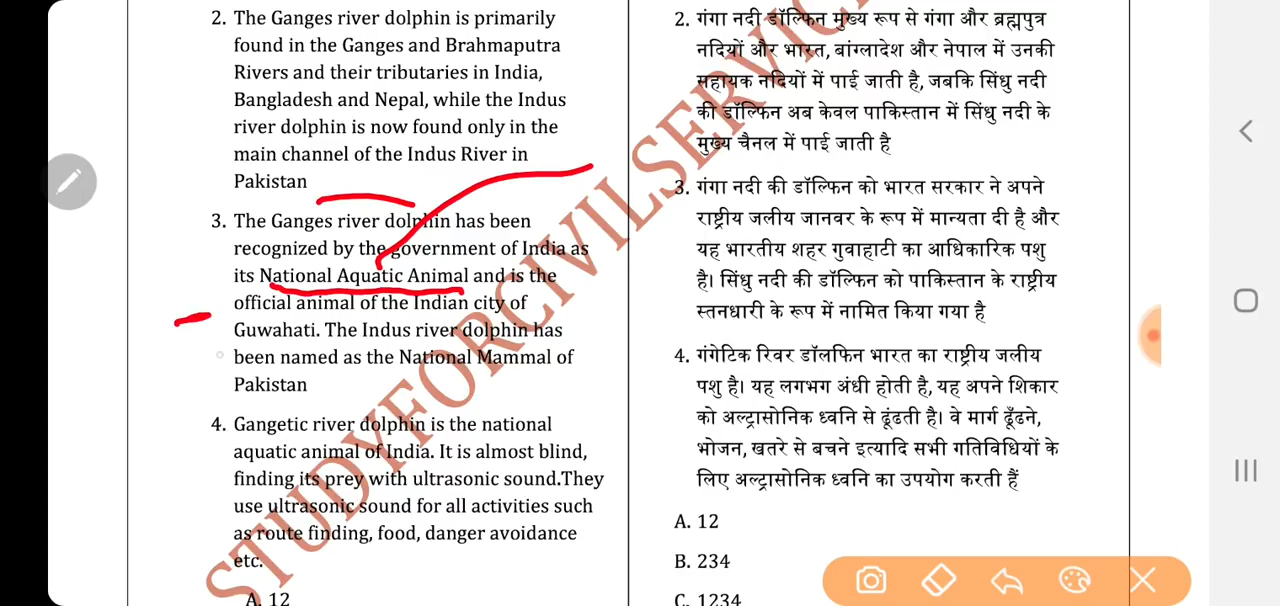 2. The Ganges river dolphin is primarily
found in the Ganges and Brahmaputra
Rivers and their tributaries in India,
Bangladesh and Nepal, while the Indus
river dolphin is now found only in the
main channel of the Indus River in
Pakistan
3. The Ganges river dolphin has been
recognized by the government of India as
its National Aquatic Animal and is the
official animal of the Indian city of
Guwahati. The Indus river dolphin has
been named as the National Mammal of
Pakistan
4. Gangetic river dolphin is the national
aquatic animal of India. It is almost blind,
finding its prey with ultrasonic sound.They
use ultrasonic sound for all activities such
as route finding, food, danger avoidance
etc.
A. 12
2. गंगा नदी डॉल्फिन मुख्य रूप से गंगा और ब्रह्मपुत्र
नदियों और भारत, बांग्लादेश और नेपाल में उनकी
सहायक नदियों में पाई जाती है, जबकि सिंधु नदी
की डॉल्फिन अब केवल पाकिस्तान में सिंधु नदी के
मुख्य चैनल में पाई जाती है
3. गंगा नदी की डॉल्फिन को भारत सरकार ने अपने
राष्ट्रीय जलीय जानवर के रूप में मान्यता दी है और
यह भारतीय शहर गुवाहाटी का आधिकारिक पशु
है। सिंधु नदी की डॉल्फिन को पाकिस्तान के राष्ट्रीय
स्तनधारी के रूप में नामित किया गया है
4. गंगेटिक रिवर डॉलफिन भारत का राष्ट्रीय जलीय
पशु है। यह लगभग अंधी होती है, यह अपने शिकार
को अल्ट्रासोनिक ध्वनि से ढूंढती है। वे मार्ग ढूँढने,
भोजन, खतरे से बचने इत्यादि सभी गतिविधियों के
लिए अल्ट्रासोनिक ध्वनि का उपयोग करती हैं
A. 12
B. 234
C. 1234
STUDYFORCIVILSERVICE